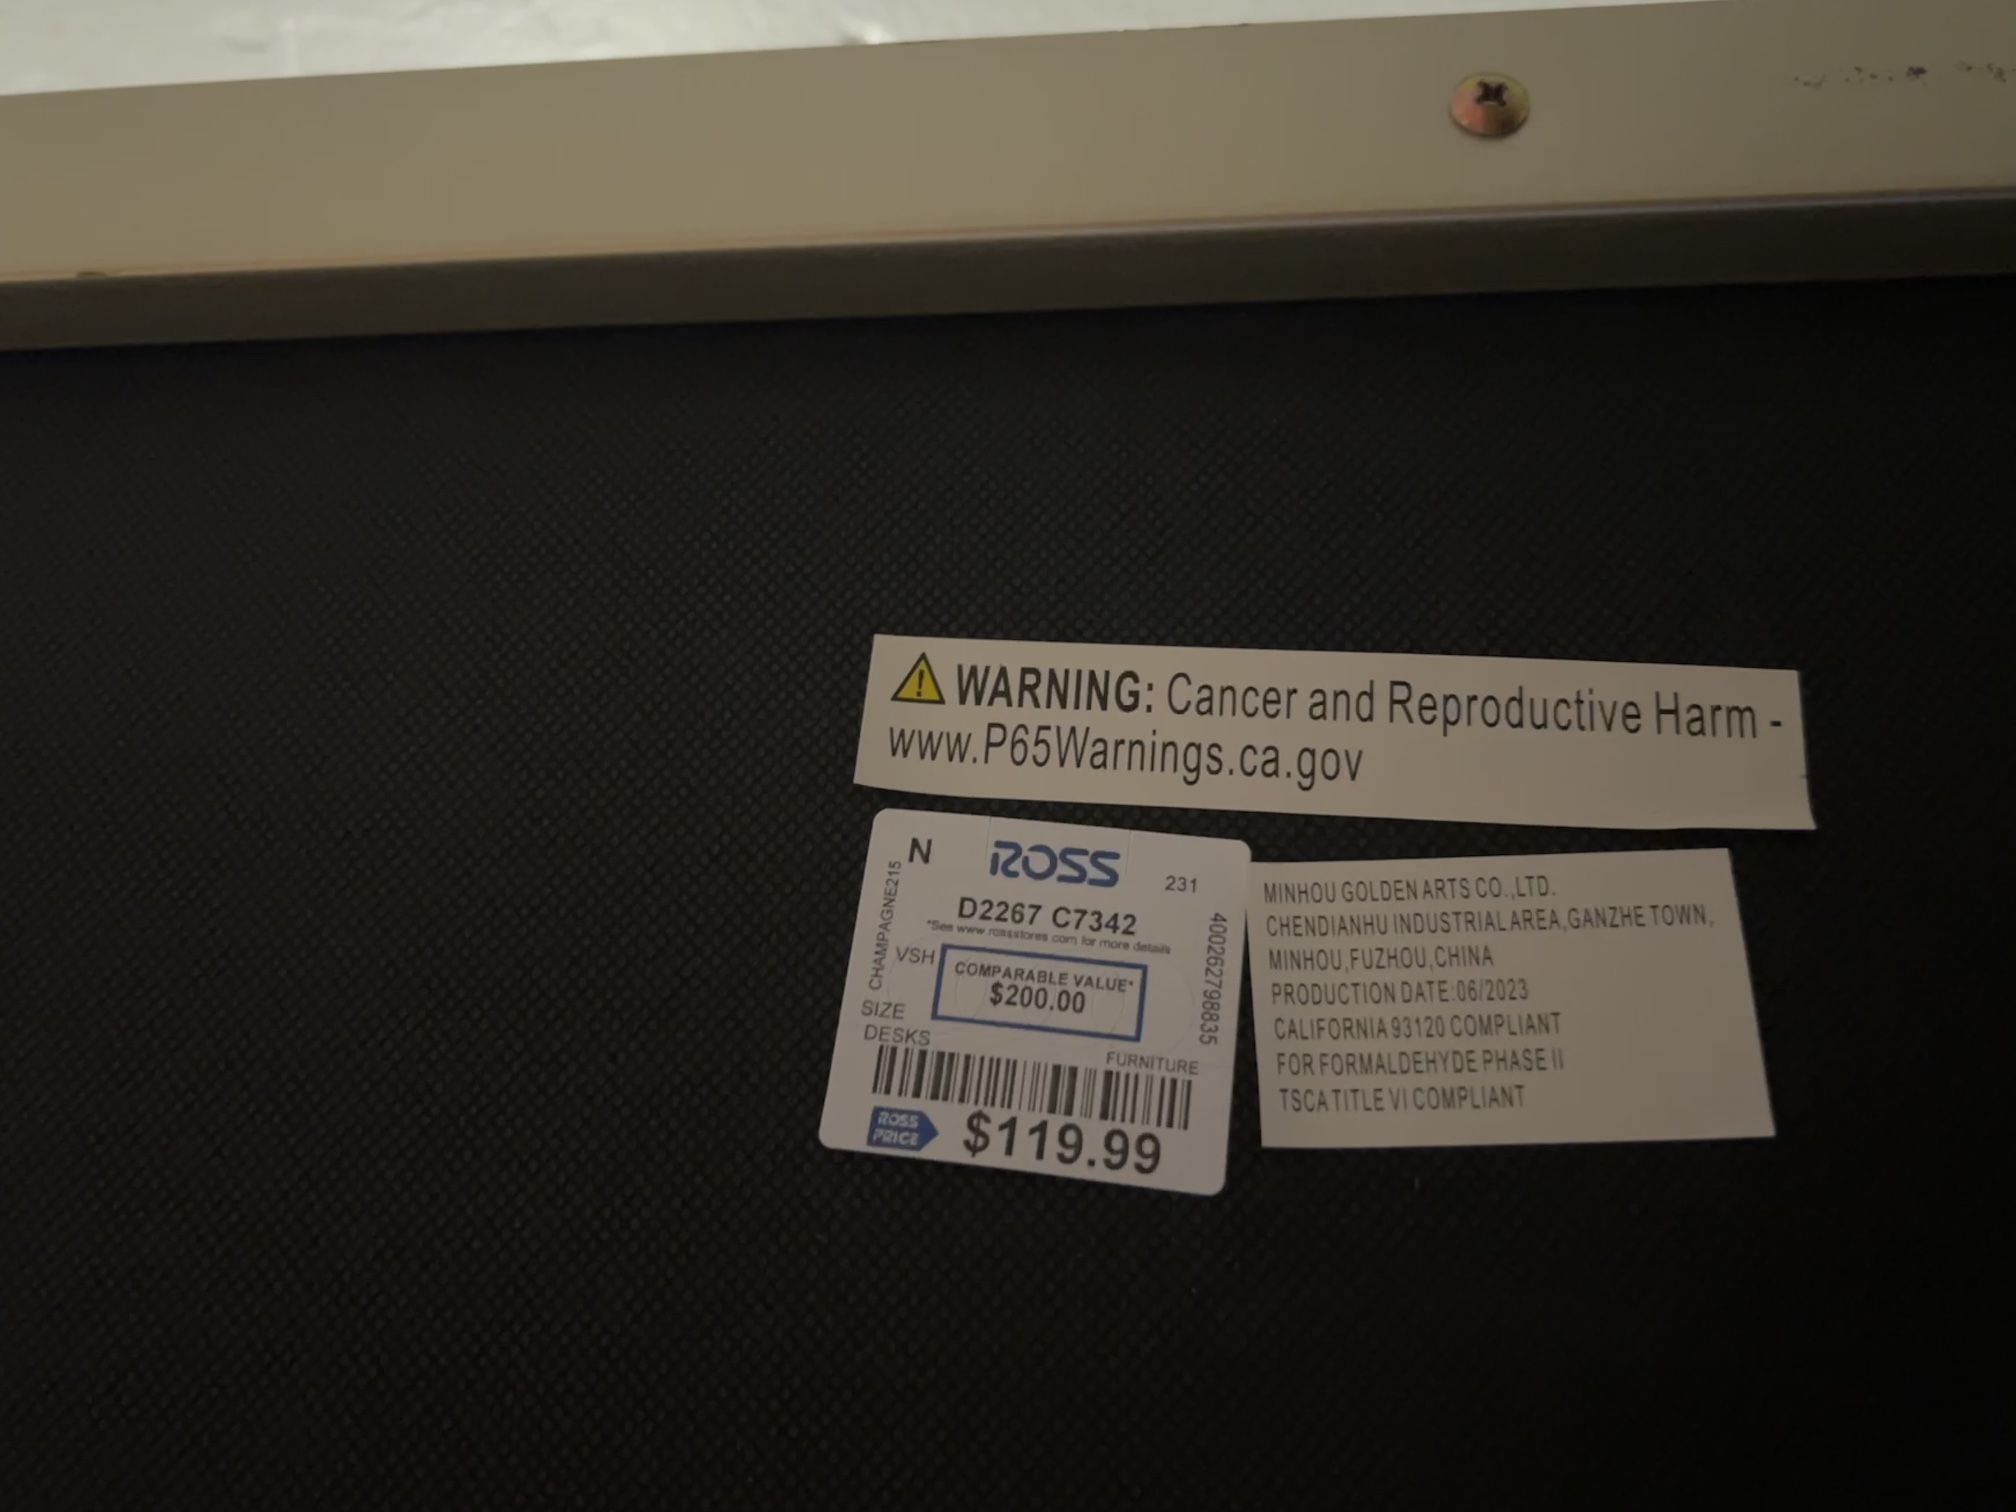 WARNING: Cancer and Reproductive Harm -
www.P65Warnings.ca.gov
N
ROSS
231
CHAMPAGNE215
D2267 C7342
*See www.rossstores.com for more details
VSH
COMPARABLE VALUE*
$200.00
400262798835
SIZE
DESKS
FURNITURE
ROSS
PRICE
$119.99
MINHOU GOLDEN ARTS CO.,LTD.
CHENDIANHU INDUSTRIAL AREA,GANZHE TOWN,
MINHOU,FUZHOU,CHINA
PRODUCTION DATE:06/2023
CALIFORNIA 93120 COMPLIANT
FOR FORMALDEHYDE PHASE II
TSCA TITLE VI COMPLIANT